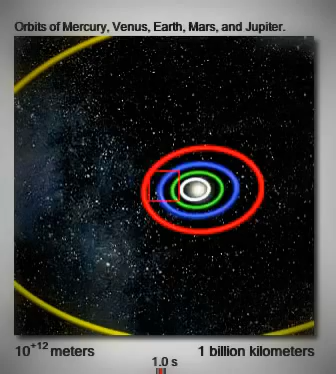 Orbits of Mercury, Venus, Earth, Mars, and Jupiter.
10⁺¹² meters
1 billion kilometers
1.0 s